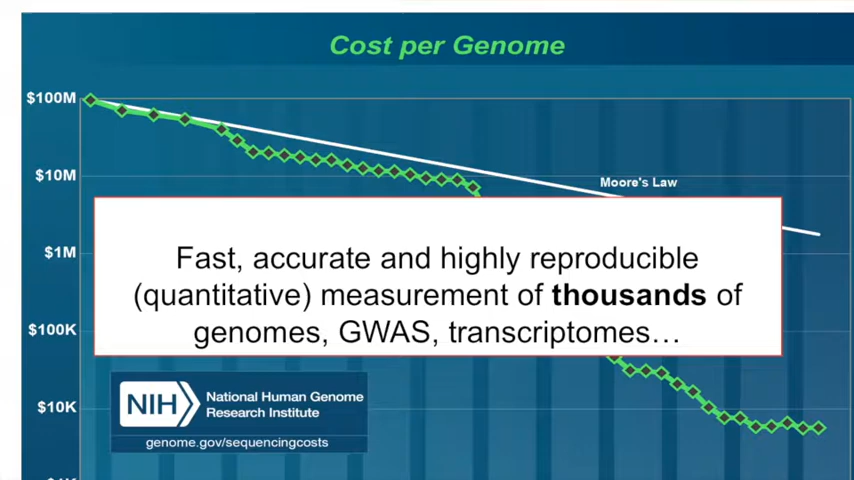 Cost per Genome
$100M
$10M
Moore's Law
$1M
Fast, accurate and highly reproducible
(quantitative) measurement of thousands of
genomes, GWAS, transcriptomes…
$100K
$10K
NIH
National Human Genome
Research Institute
genome.gov/sequencingcosts